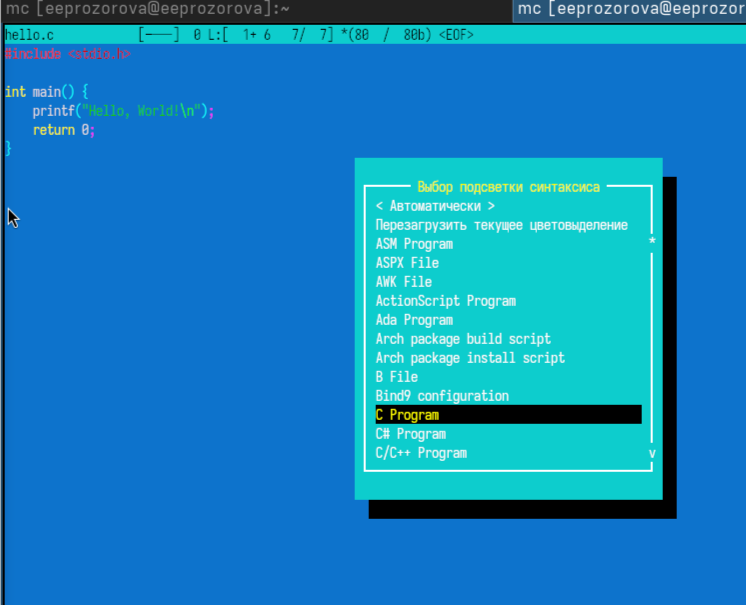 mc [eeprozorova@eeprozorova]:~
mc [eeprozorova@eeprozor
hello.c [----] 0 L:[ 1+ 6 7/ 7] *(80 / 80b) <EOF>
#include <stdio.h>
int main() {
printf("Hello, World!\n");
return 0;
}
Выбор подсветки синтаксиса
< Автоматически >
Перезагрузить текущее цветовыделение
ASM Program *
ASPX File
AWK File
ActionScript Program
Ada Program
Arch package build script
Arch package install script
B File
Bind9 configuration
C Program
C# Program
C/C++ Program v